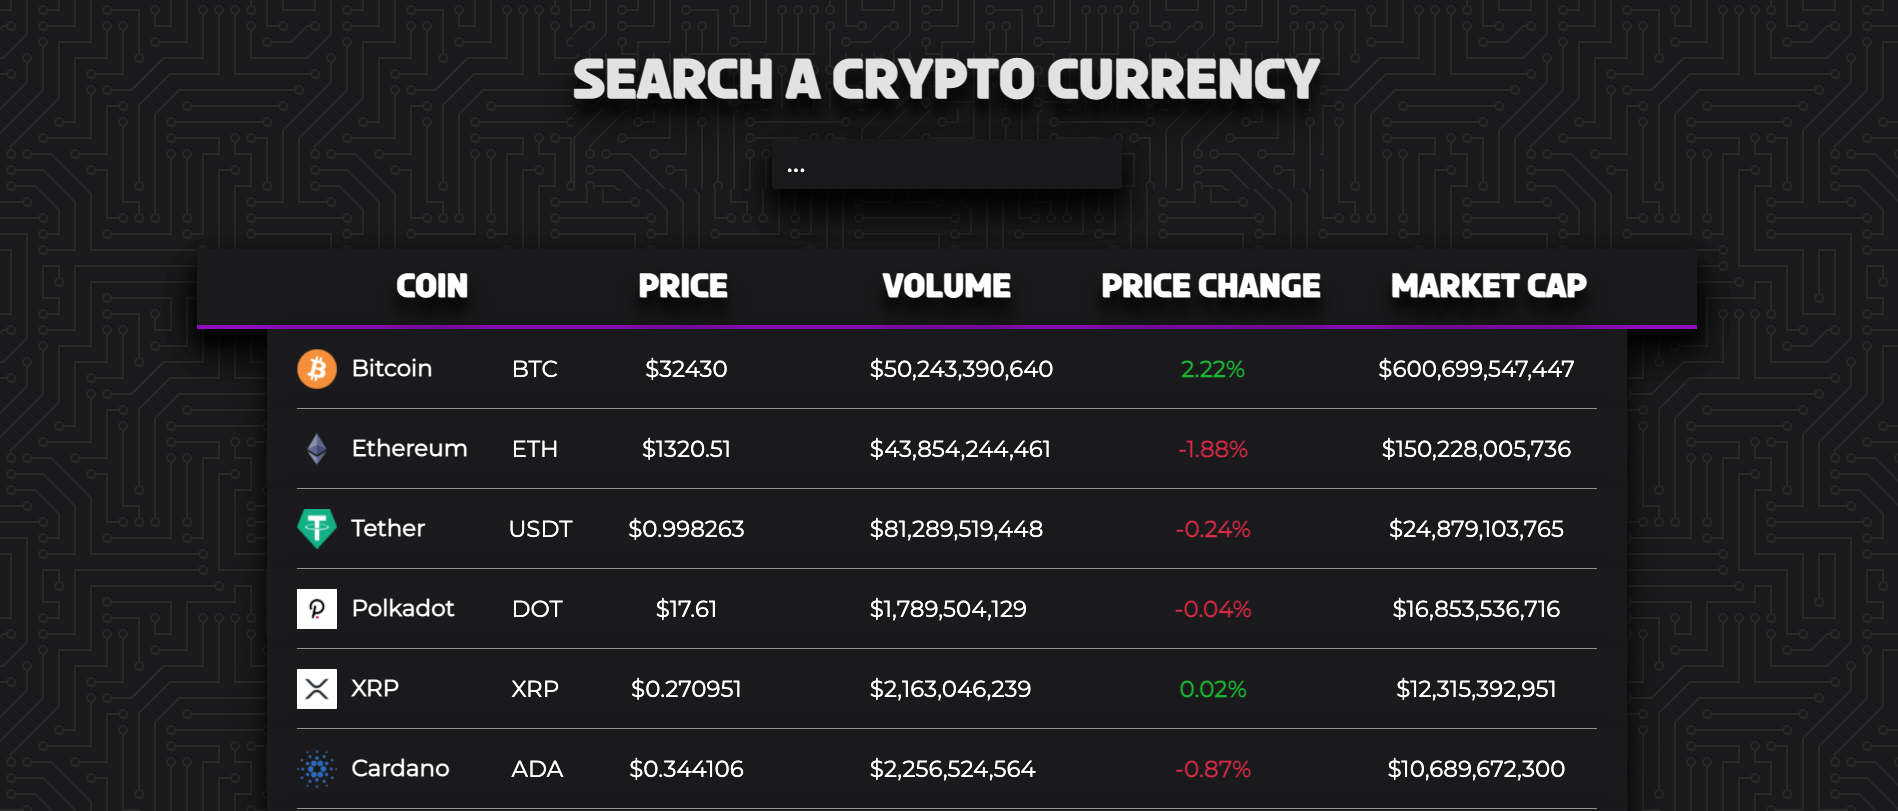 SEARCH A CRYPTO CURRENCY
...
COIN PRICE VOLUME PRICE CHANGE MARKET CAP
Bitcoin BTC $32430 $50,243,390,640 2.22% $600,699,547,447
Ethereum ETH $1320.51 $43,854,244,461 -1.88% $150,228,005,736
Tether USDT $0.998263 $81,289,519,448 -0.24% $24,879,103,765
Polkadot DOT $17.61 $1,789,504,129 -0.04% $16,853,536,716
XRP XRP $0.270951 $2,163,046,239 0.02% $12,315,392,951
Cardano ADA $0.344106 $2,256,524,564 -0.87% $10,689,672,300